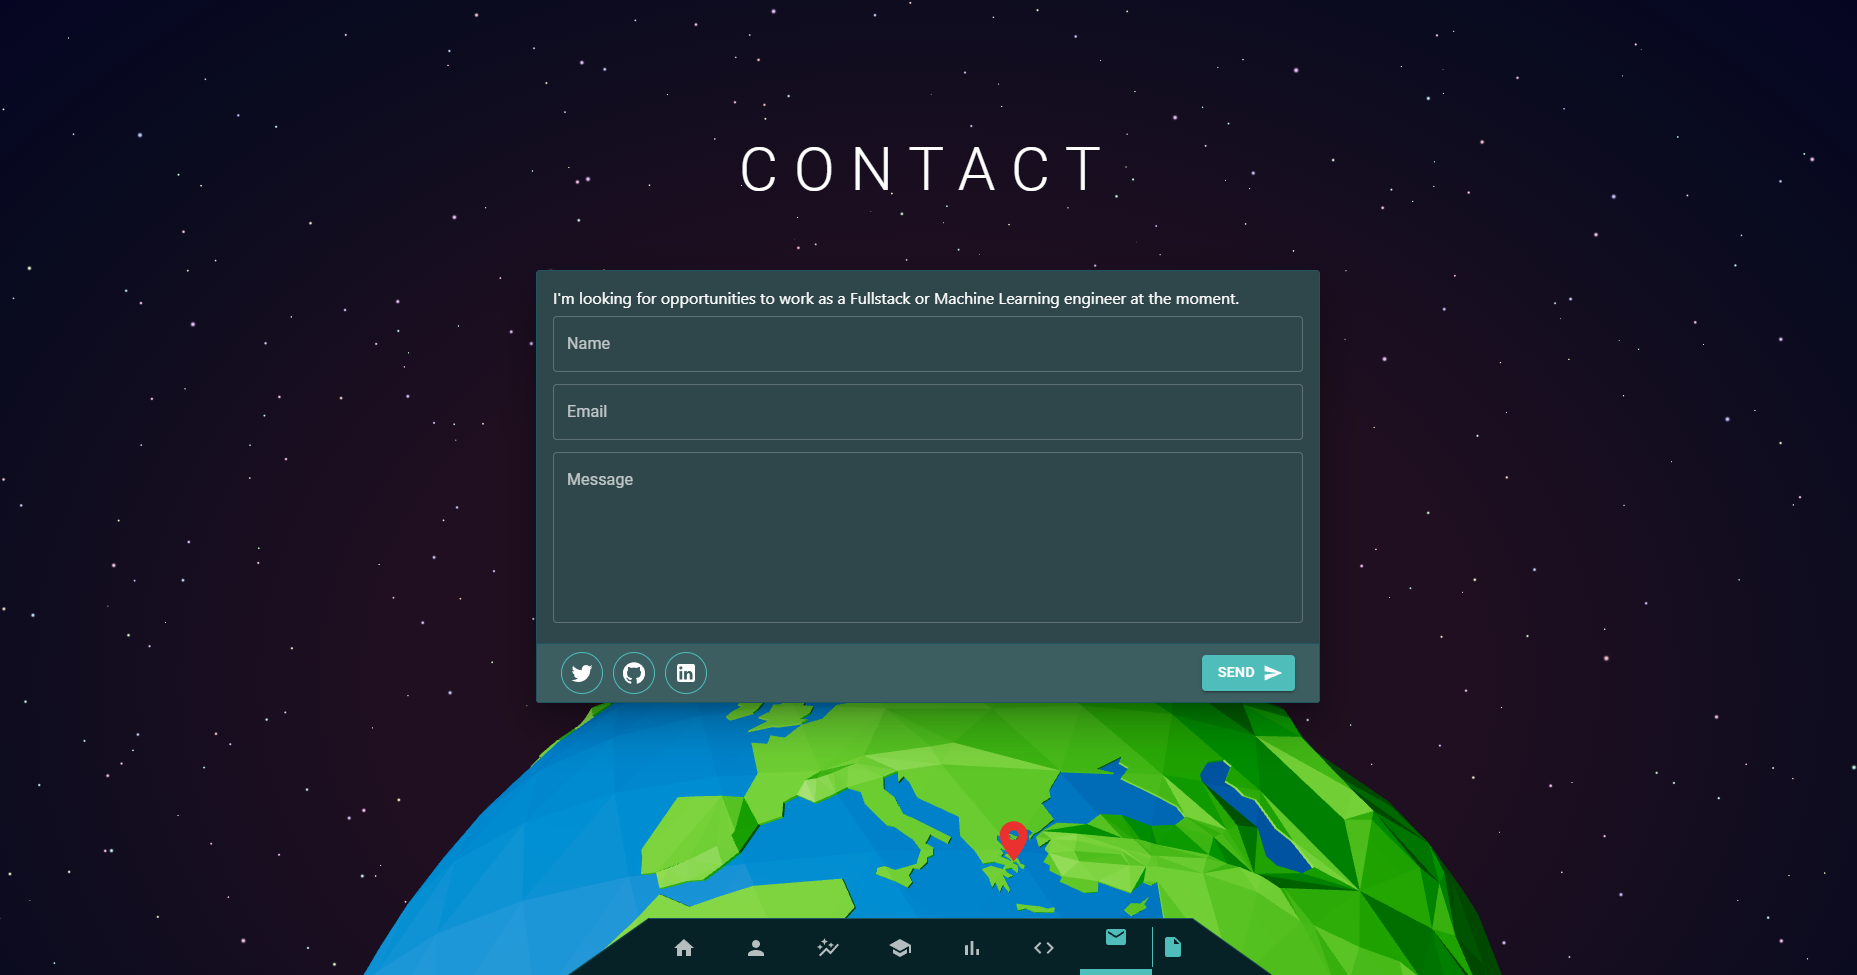 CONTACT
I'm looking for opportunities to work as a Fullstack or Machine Learning engineer at the moment.
Name
Email
Message
SEND